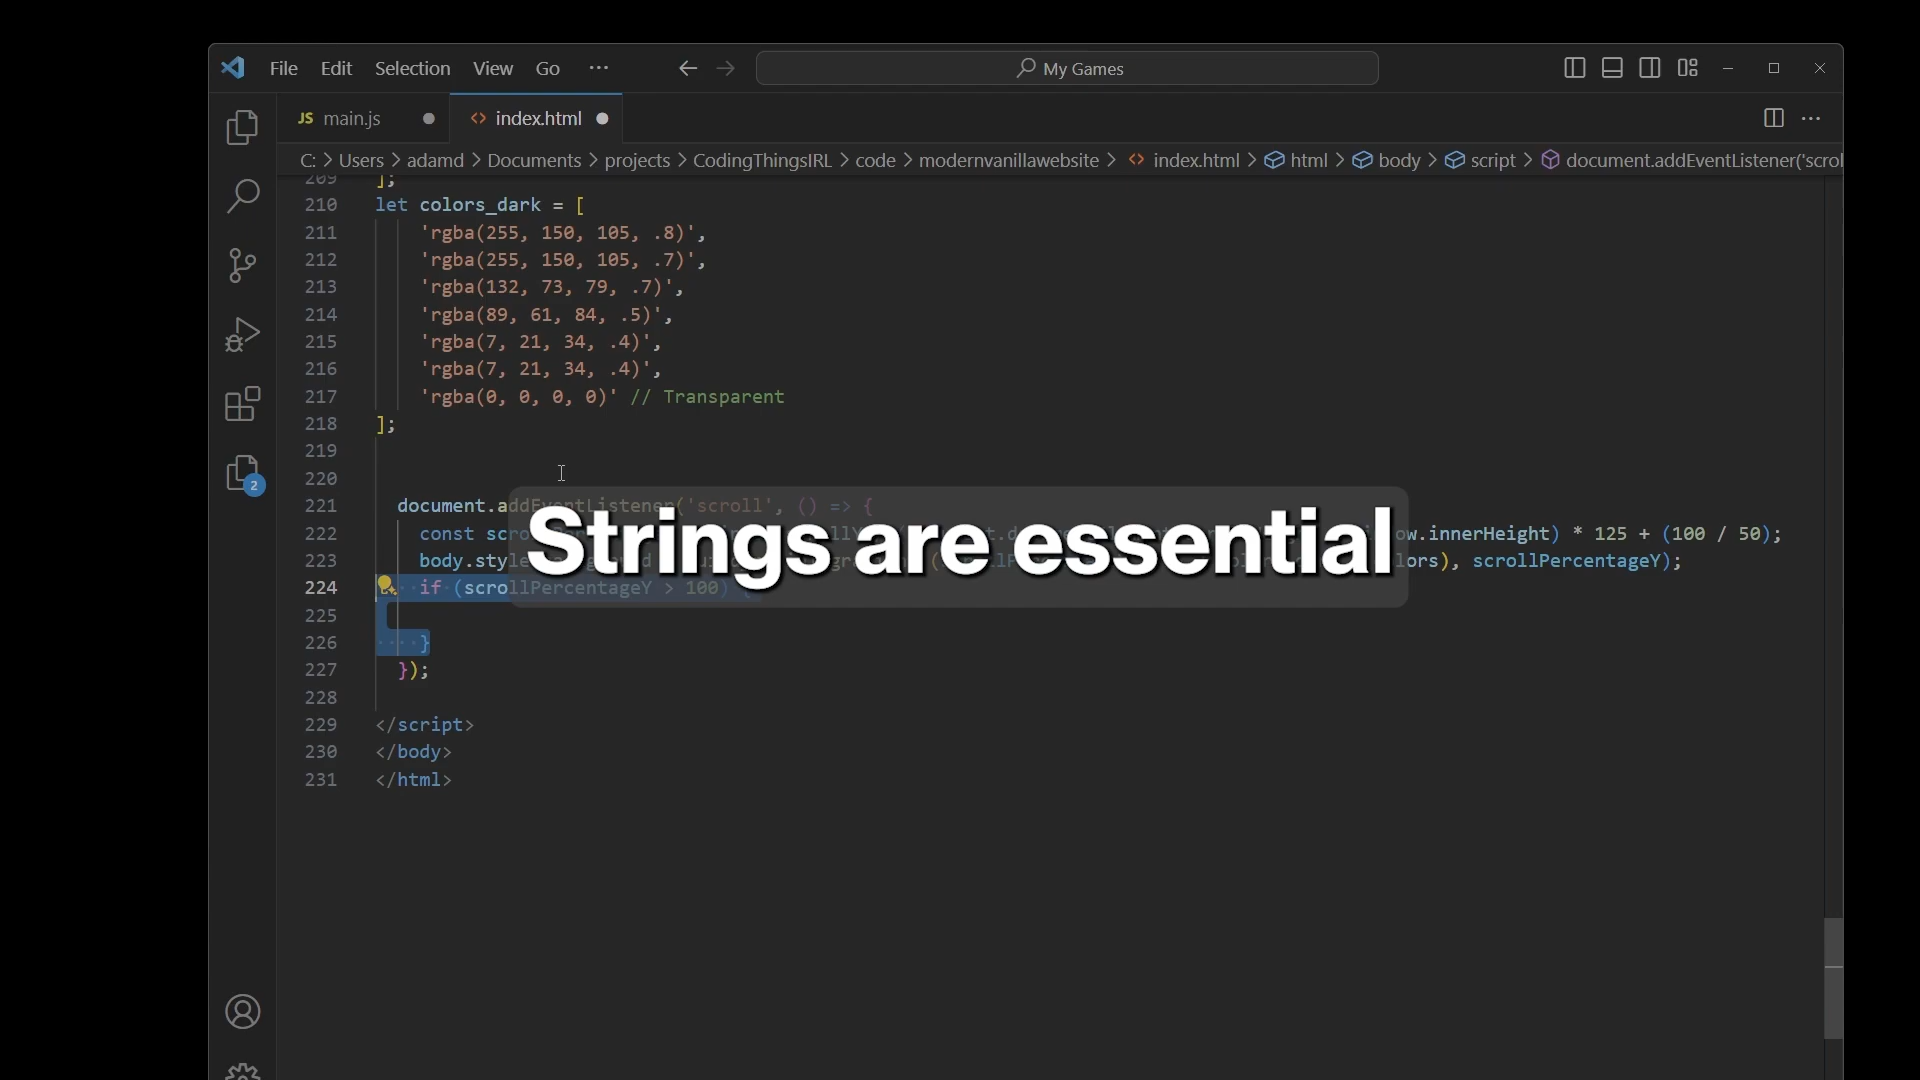 File Edit Selection View Go ··· My Games
JS main.js <> index.html
C: > Users > adamd > Documents > projects > CodingThingsIRL > code > modernvanillawebsite > <> index.html > html > body > script > document.addEventListener('scrol
209 ];
210 let colors_dark = [
211 'rgba(255, 150, 105, .8)',
212 'rgba(255, 150, 105, .7)',
213 'rgba(132, 73, 79, .7)',
214 'rgba(89, 61, 84, .5)',
215 'rgba(7, 21, 34, .4)',
216 'rgba(7, 21, 34, .4)',
217 'rgba(0, 0, 0, 0)' // Transparent
218 ];
219
220
221 document.addEventListener('scroll', () => {
Strings are essential
222 const scro ow.innerHeight) * 125 + (100 / 50);
223 body.style lors), scrollPercentageY);
224 if (scrollPercentageY > 100) {
225
226 }
227 });
228
229 </script>
230 </body>
231 </html>
2